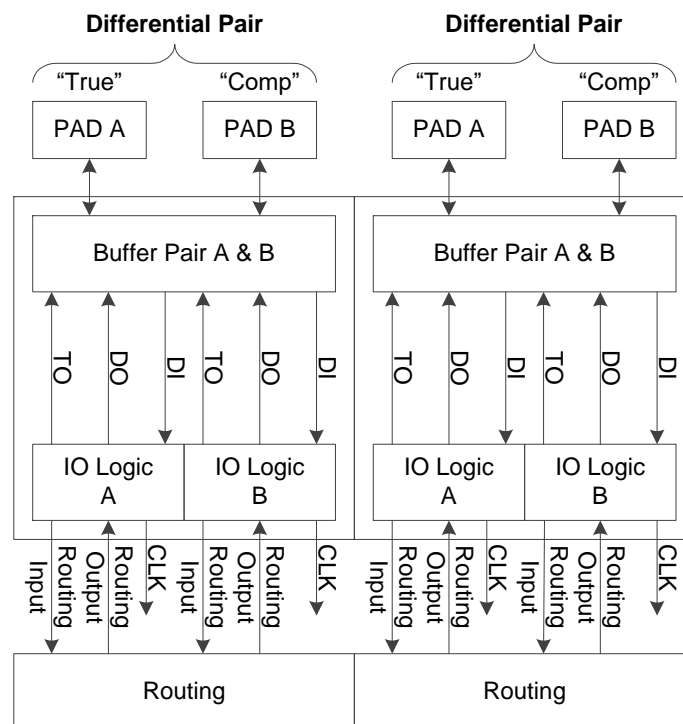 Differential Pair Differential Pair
“True” “Comp” “True” “Comp”
PAD A PAD B PAD A PAD B
Buffer Pair A & B Buffer Pair A & B
TO DO DI TO DO DI TO DO DI TO DO DI
IO Logic IO Logic IO Logic IO Logic
A B A B
Input Routing Output Routing CLK Input Routing Output Routing CLK Input Routing Output Routing CLK Input Routing Output Routing CLK
Routing Routing